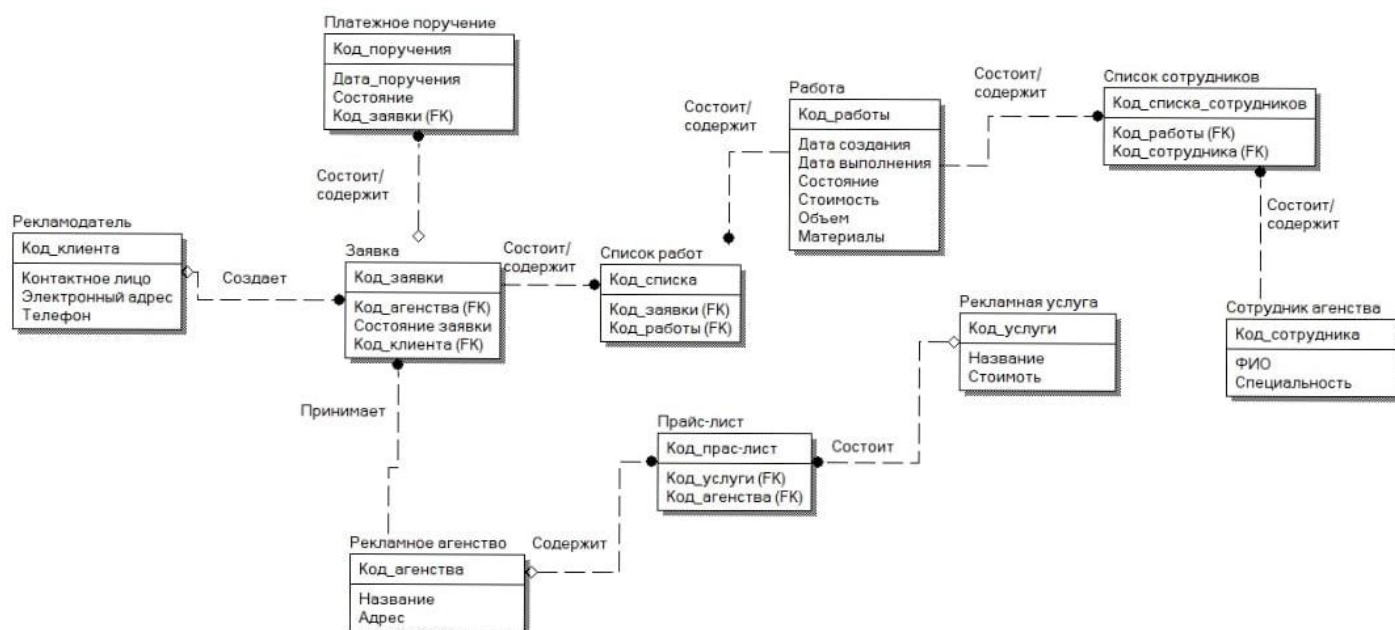 Платежное поручение
Код_поручения
Дата_поручения
Состояние
Код_заявки (FK)
Состоит/
содержит
Рекламодатель
Код_клиента
Контактное лицо
Электронный адрес
Телефон
Создает
Заявка
Код_заявки
Код_агенства (FK)
Состояние заявки
Код_клиента (FK)
Состоит/
содержит
Список работ
Код_списка
Код_заявки (FK)
Код_работы (FK)
Состоит/
содержит
Работа
Код_работы
Дата создания
Дата выполнения
Состояние
Стоимость
Объем
Материалы
Состоит/
содержит
Список сотрудников
Код_списка_сотрудников
Код_работы (FK)
Код_сотрудника (FK)
Состоит/
содержит
Сотрудник агенства
Код_сотрудника
ФИО
Специальность
Рекламная услуга
Код_услуги
Название
Стоимоть
Состоит
Прайс-лист
Код_прас-лист
Код_услуги (FK)
Код_агенства (FK)
Принимает
Содержит
Рекламное агенство
Код_агенства
Название
Адрес